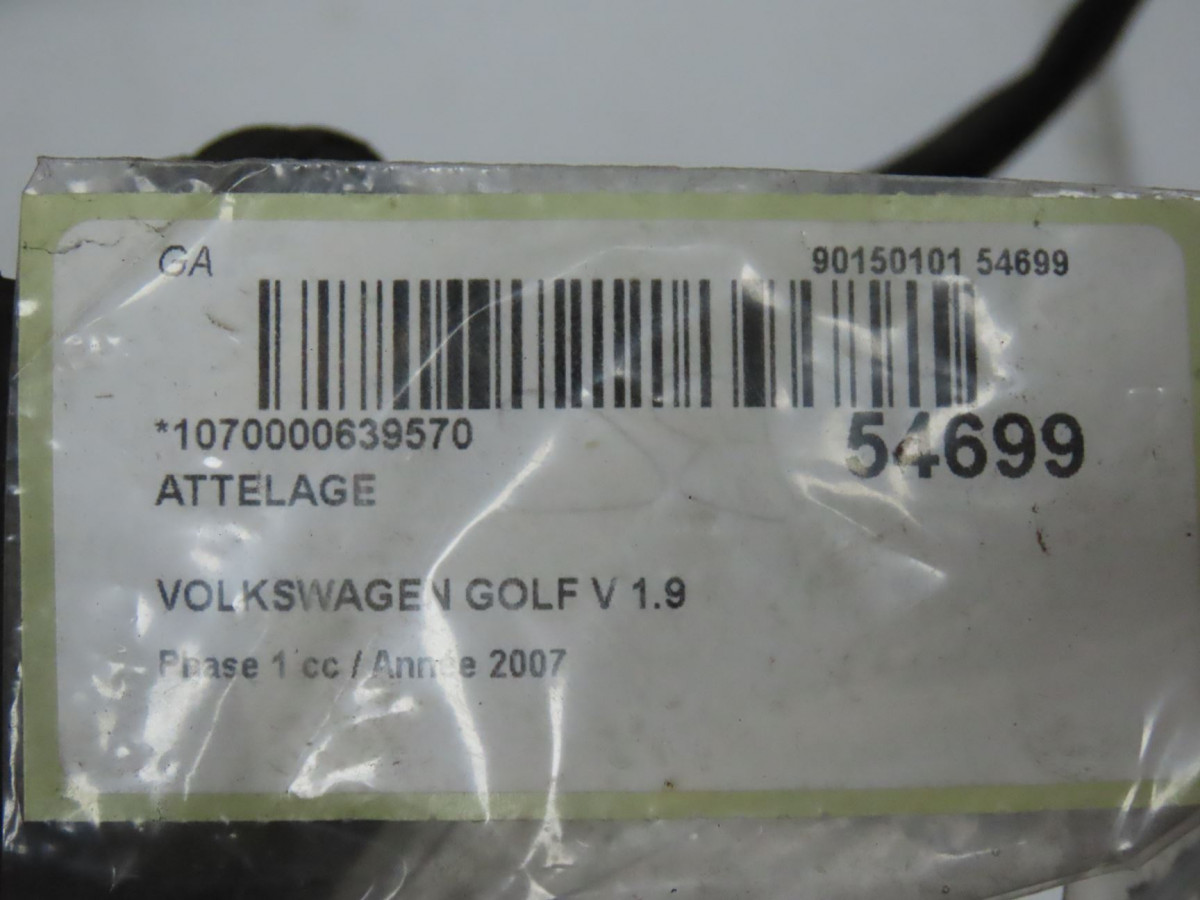 GA 90150101 54699
*1070000639570 54699
ATTELAGE
VOLKSWAGEN GOLF V 1.9
Phase 1 cc / Année 2007